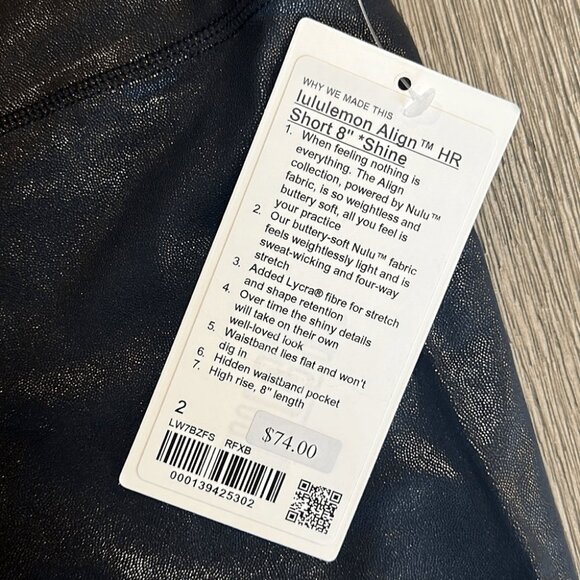 WHY WE MADE THIS
lululemon Align™ HR
Short 8" *Shine
1. When feeling nothing is
everything. The Align
collection, powered by Nulu™
fabric, is so weightless and
buttery soft, all you feel is
your practice
2. Our buttery-soft Nulu™ fabric
feels weightlessly light and is
sweat-wicking and four-way
stretch
3. Added Lycra® fibre for stretch
and shape retention
4. Over time the shiny details
will take on their own
well-loved look
5. Waistband lies flat and won't
dig in
6. Hidden waistband pocket
7. High rise, 8" length
2
LW7BZFS RFXB
$74.00
000139425302